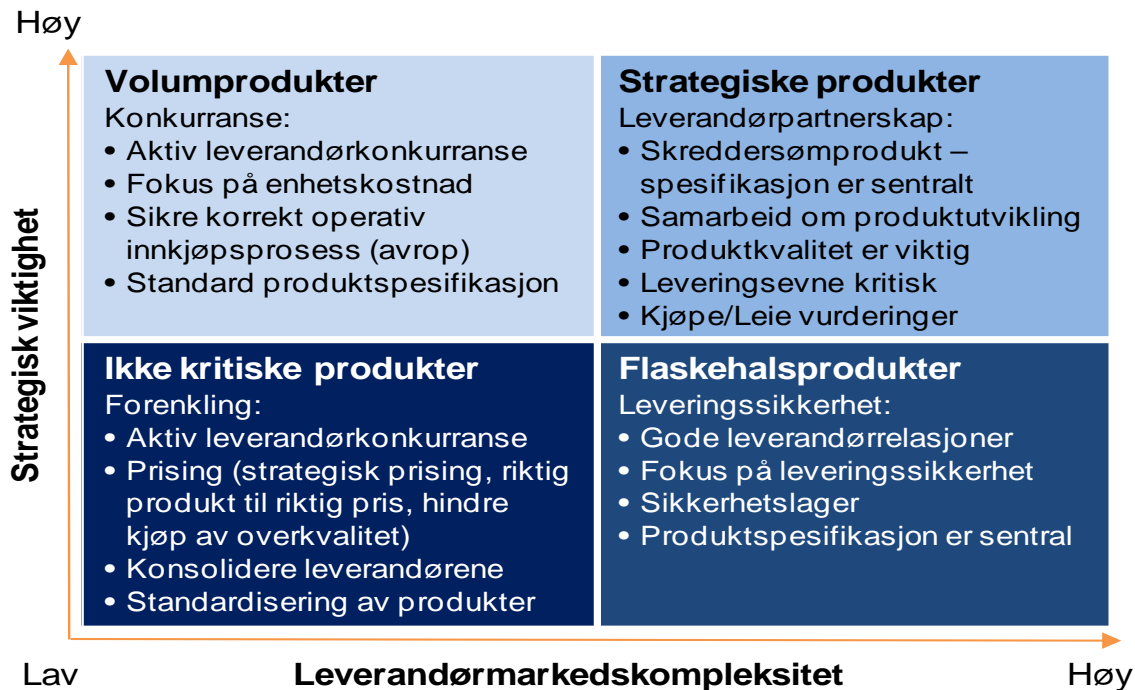 Høy
Strategisk viktighet
Volumprodukter
Konkurranse:
• Aktiv leverandørkonkurranse
• Fokus på enhetskostnad
• Sikre korrekt operativ
innkjøpsprosess (avrop)
• Standard produktspesifikasjon
Strategiske produkter
Leverandørpartnerskap:
• Skreddersømprodukt –
spesifikasjon er sentralt
• Samarbeid om produktutvikling
• Produktkvalitet er viktig
• Leveringsevne kritisk
• Kjøpe/Leie vurderinger
Ikke kritiske produkter
Forenkling:
• Aktiv leverandørkonkurranse
• Prising (strategisk prising, riktig
produkt til riktig pris, hindre
kjøp av overkvalitet)
• Konsolidere leverandørene
• Standardisering av produkter
Flaskehalsprodukter
Leveringssikkerhet:
• Gode leverandørrelasjoner
• Fokus på leveringssikkerhet
• Sikkerhetslager
• Produktspesifikasjon er sentral
Lav
Leverandørmarkedskompleksitet
Høy